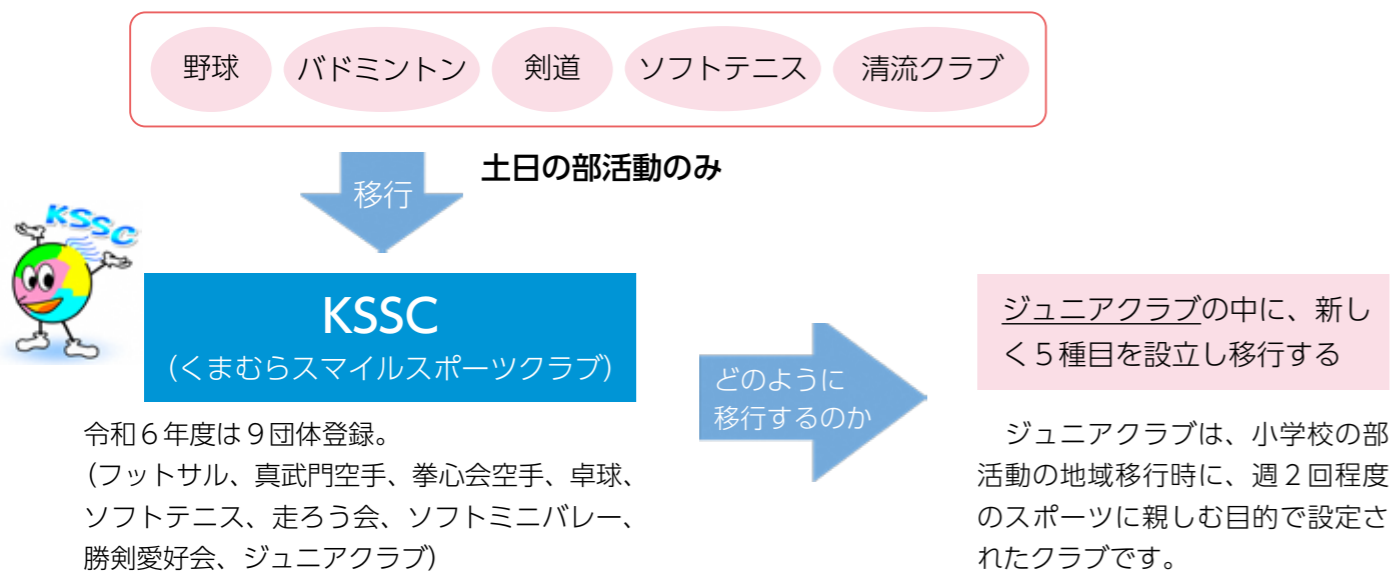 野球 バドミントン 剣道 ソフトテニス 清流クラブ
土日の部活動のみ
移行
KSSC
KSSC
（くまむらスマイルスポーツクラブ）
令和６年度は９団体登録。
（フットサル、真武門空手、拳心会空手、卓球、
ソフトテニス、走ろう会、ソフトミニバレー、
勝剣愛好会、ジュニアクラブ）
どのように
移行するのか
ジュニアクラブの中に、新し
く５種目を設立し移行する
　ジュニアクラブは、小学校の部
活動の地域移行時に、週２回程度
のスポーツに親しむ目的で設定さ
れたクラブです。